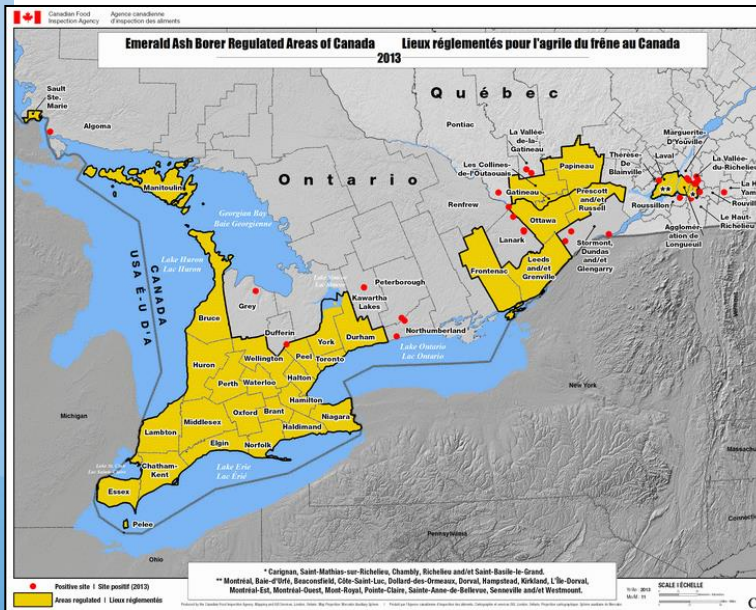 Canadian Food
Inspection Agency
Agence canadienne
d'inspection des aliments
Emerald Ash Borer Regulated Areas of Canada Lieux réglementés pour l'agrile du frêne au Canada
2013
Sault
Ste.
Marie
Algoma
Québec
Pontiac
La Vallée-
de-la-
Gatineau
Marguerite-
D'Youville
Laval
Thérèse-De
Blainville
La Vallée-
du-Richelieu
Les Collines-
de-l'Outaouais
Papineau
Manitoulin
Ontario
Gatineau
Prescott
and/et
Russell
La H
Yam
Rouvill
Renfrew
Ottawa
Roussillon
Le Haut-
Richelieu
Georgian Bay
Baie Georgienne
Lanark
Agglomé-
ration de
Longueuil
Stormont,
Dundas
and/et
Glengarry
Lake Huron
Lac Huron
CANADA
USA É-U D'A
Frontenac
Leeds
and/et
Grenville
Peterborough
Kawartha
Lakes
Grey
Bruce
Dufferin
Northumberland
York
Durham
Wellington
Peel
Toronto
Lake Ontario
Lac Ontario
Huron
Halton
Perth
Waterloo
Hamilton
New York
Oxford
Brant
Niagara
Michigan
Middlesex
Haldimand
Lambton
Elgin
Norfolk
Chatham-
Kent
Lake Erie
Lac Erié
Essex
Pelee
Ohio
Pennsylvania
* Carignan, Saint-Mathias-sur-Richelieu, Chambly, Richelieu and/et Saint-Basile-le-Grand.
** Montréal, Baie-d'Urfé, Beaconsfield, Côte-Saint-Luc, Dollard-des-Ormeaux, Dorval, Hampstead, Kirkland, L'Île-Dorval,
Montréal-Est, Montréal-Ouest, Mont-Royal, Pointe-Claire, Sainte-Anne-de-Bellevue, Senneville and/et Westmount.
Positive site | Site positif (2013)
Areas regulated | Lieux réglementés
SCALE | ÉCHELLE